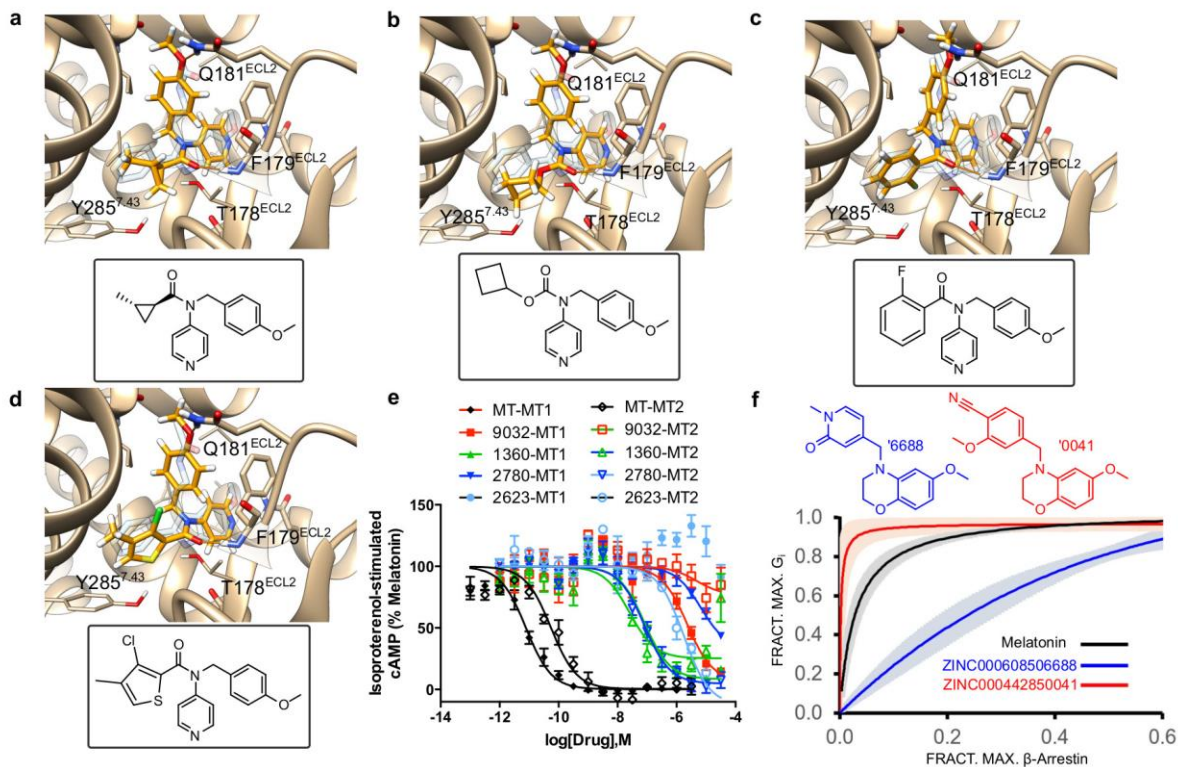 a
b
c
Q181ECL2
F179ECL2
Y2857.43
T178ECL2
Q181ECL2
F179ECL2
Y2857.43
T178ECL2
Q181ECL2
F179ECL2
Y2857.43
T178ECL2
O
N
O
N
O
O
N
O
N
F
O
N
O
N
d
e
f
Q181ECL2
F179ECL2
Y2857.43
T178ECL2
Cl
O
N
S
O
N
MT-MT1
MT-MT2
9032-MT1
9032-MT2
1360-MT1
1360-MT2
2780-MT1
2780-MT2
2623-MT1
2623-MT2
Isoproterenol-stimulated
cAMP (% Melatonin)
150
100
50
0
-14
-12
-10
-8
-6
-4
log[Drug],M
N
O
'6688
N
O
O
N
O
'0041
N
O
O
FRACT. MAX. Gi
1.0
0.8
0.6
0.4
0.2
0.0
Melatonin
ZINC000608506688
ZINC000442850041
0.0
0.2
0.4
0.6
FRACT. MAX. β-Arrestin